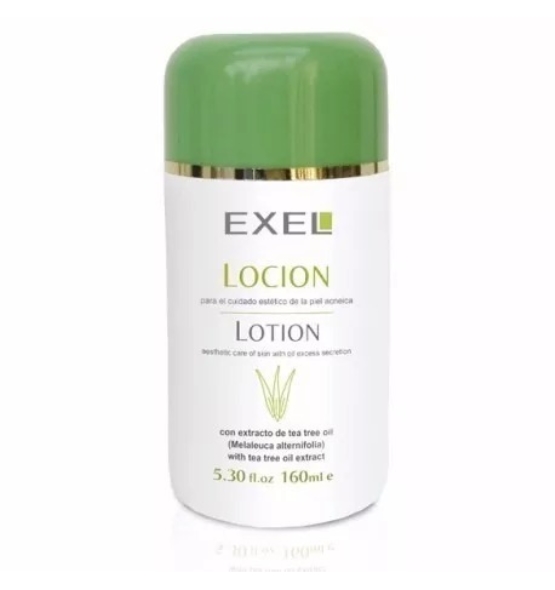 EXEL
LOCION
para el cuidado estético de la piel acneica
LOTION
aesthetic care of skin with oil excess secretion
con extracto de tea tree oil
(Melaleuca alternifolia)
with tea tree oil extract
5.30 fl.oz 160ml e